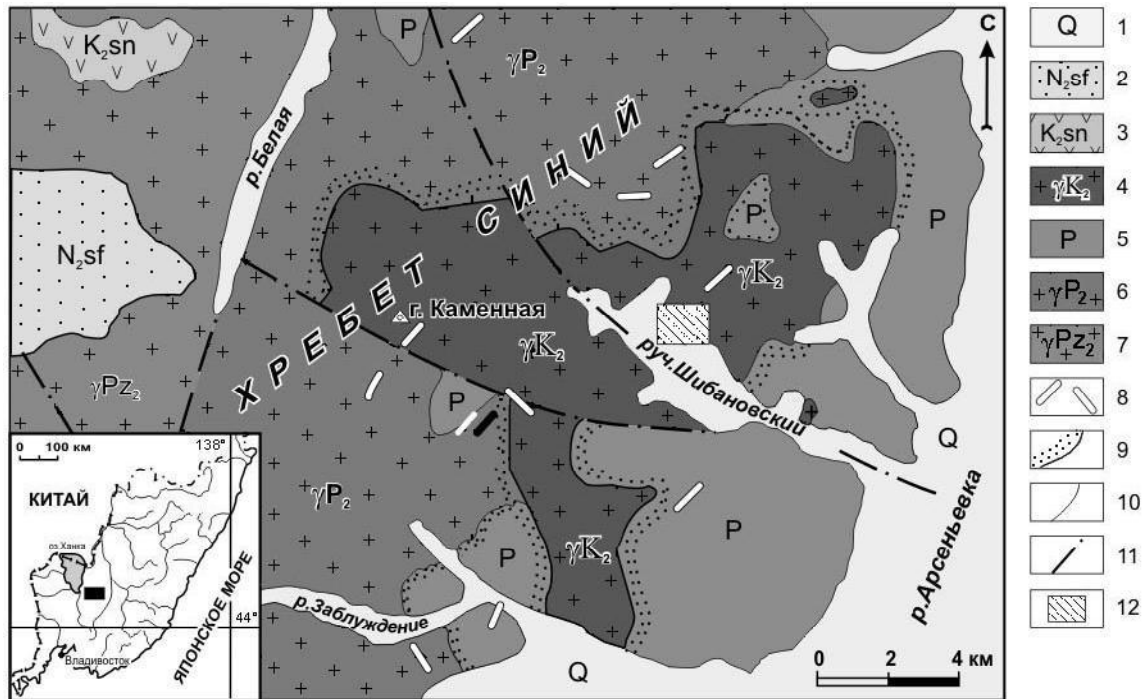 K₂sn
P
γP₂
С
р.Белая
ХРЕБЕТ СИНИЙ
P
P
N₂sf
γK₂
г. Каменная
γK₂
руч.Шибановский
γPz₂
P
Q
γP₂
P
P
γK₂
р.Арсеньевка
р.Заблуждение
Q
0 2 4 км
0 100 км
138°
КИТАЙ
оз.Ханка
ЯПОНСКОЕ МОРЕ
44°
Владивосток
Q 1
N₂sf 2
K₂sn 3
γK₂ 4
P 5
γP₂ 6
γPz₂ 7
8
9
10
11
12